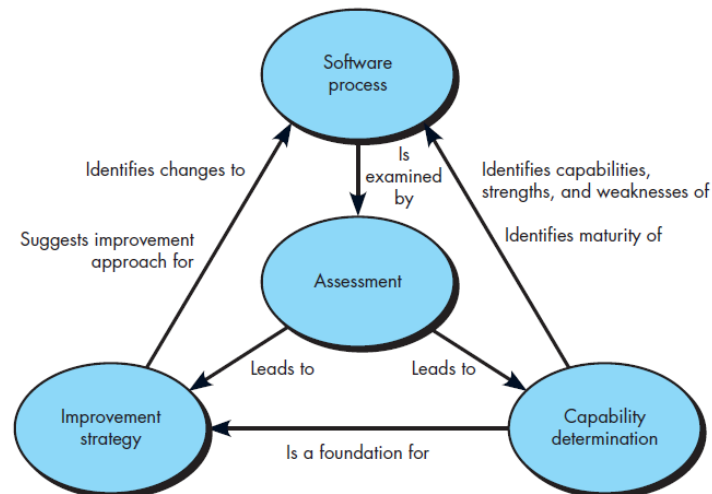 Software
process
Is
examined
by
Identifies changes to
Identifies capabilities,
strengths, and weaknesses of
Suggests improvement
approach for
Identifies maturity of
Assessment
Leads to
Leads to
Improvement
strategy
Capability
determination
Is a foundation for